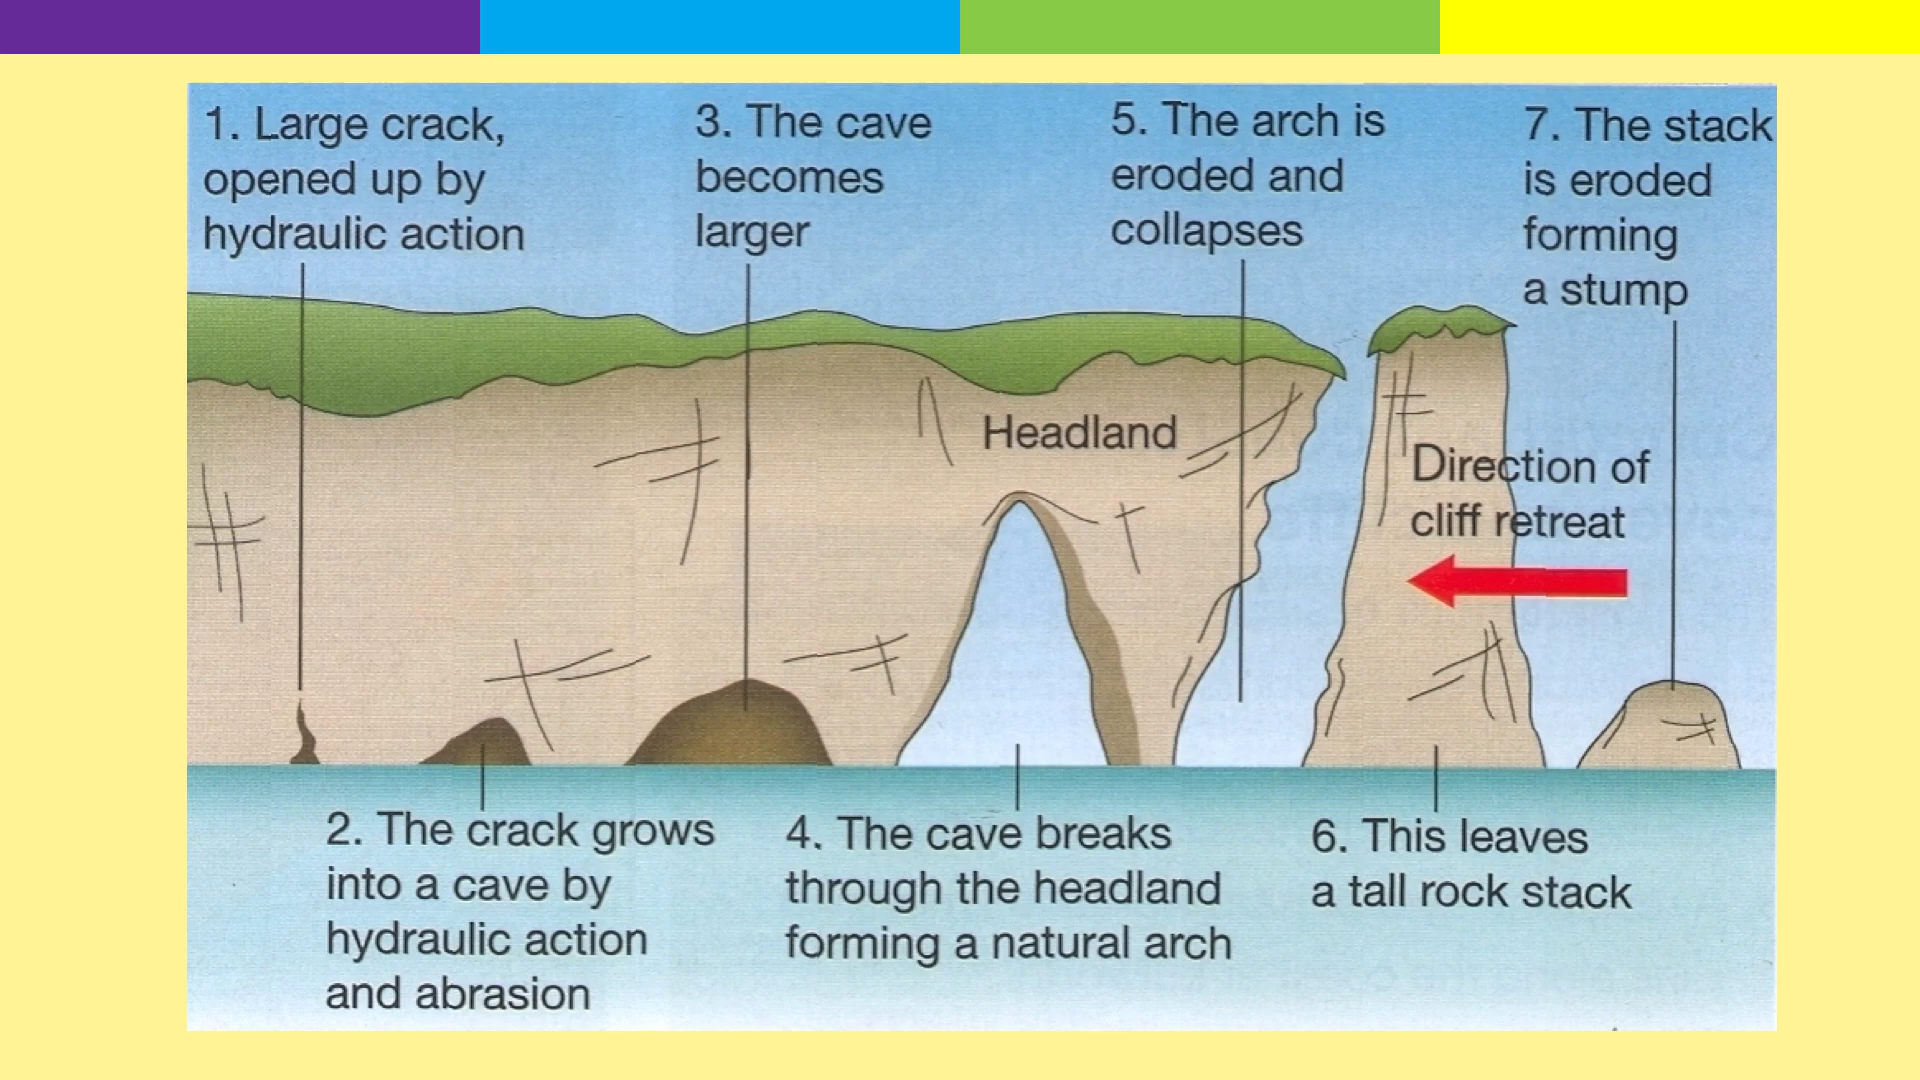 1. Large crack,
opened up by
hydraulic action
3. The cave
becomes
larger
5. The arch is
eroded and
collapses
7. The stack
is eroded
forming
a stump
Headland
Direction of
cliff retreat
2. The crack grows
into a cave by
hydraulic action
and abrasion
4. The cave breaks
through the headland
forming a natural arch
6. This leaves
a tall rock stack